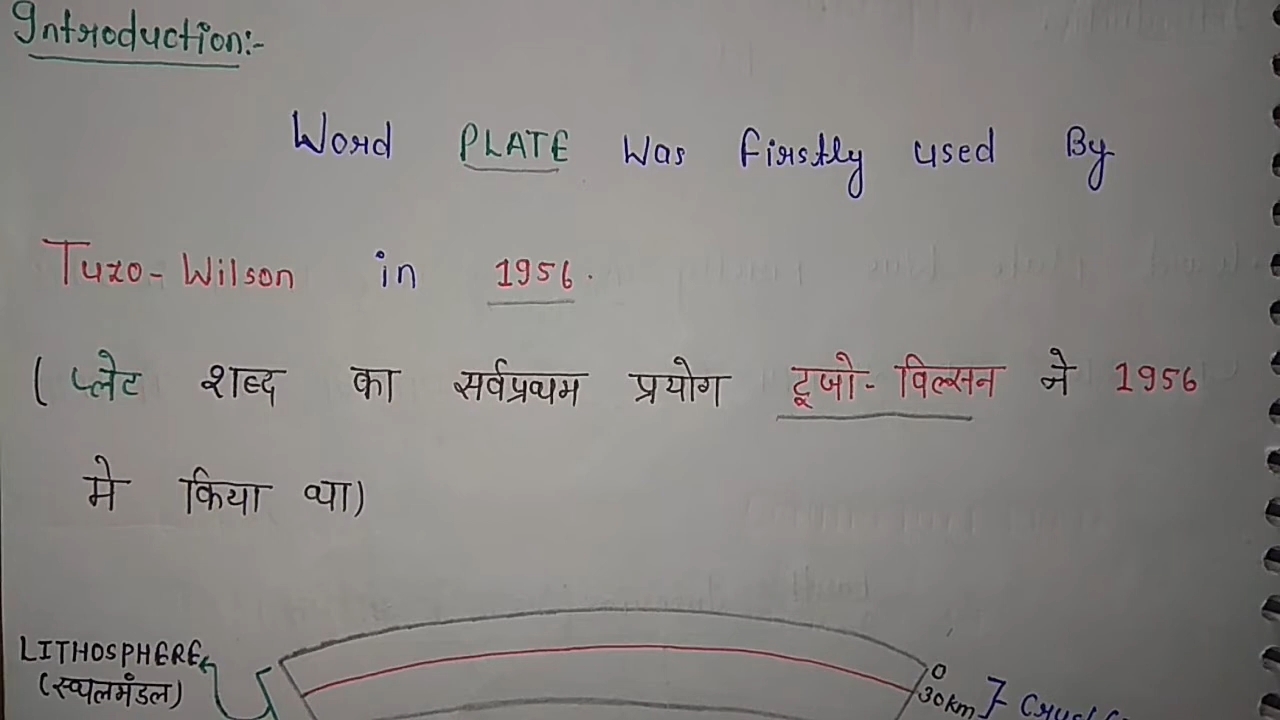 Introduction:-
Word PLATE was firstly used By
Tuzo-Wilson in 1956.
(प्लेट शब्द का सर्वप्रथम प्रयोग टूजो-विल्सन ने 1956
मे किया था)
LITHOSPHERE
(स्थलमंडल)
0
30km